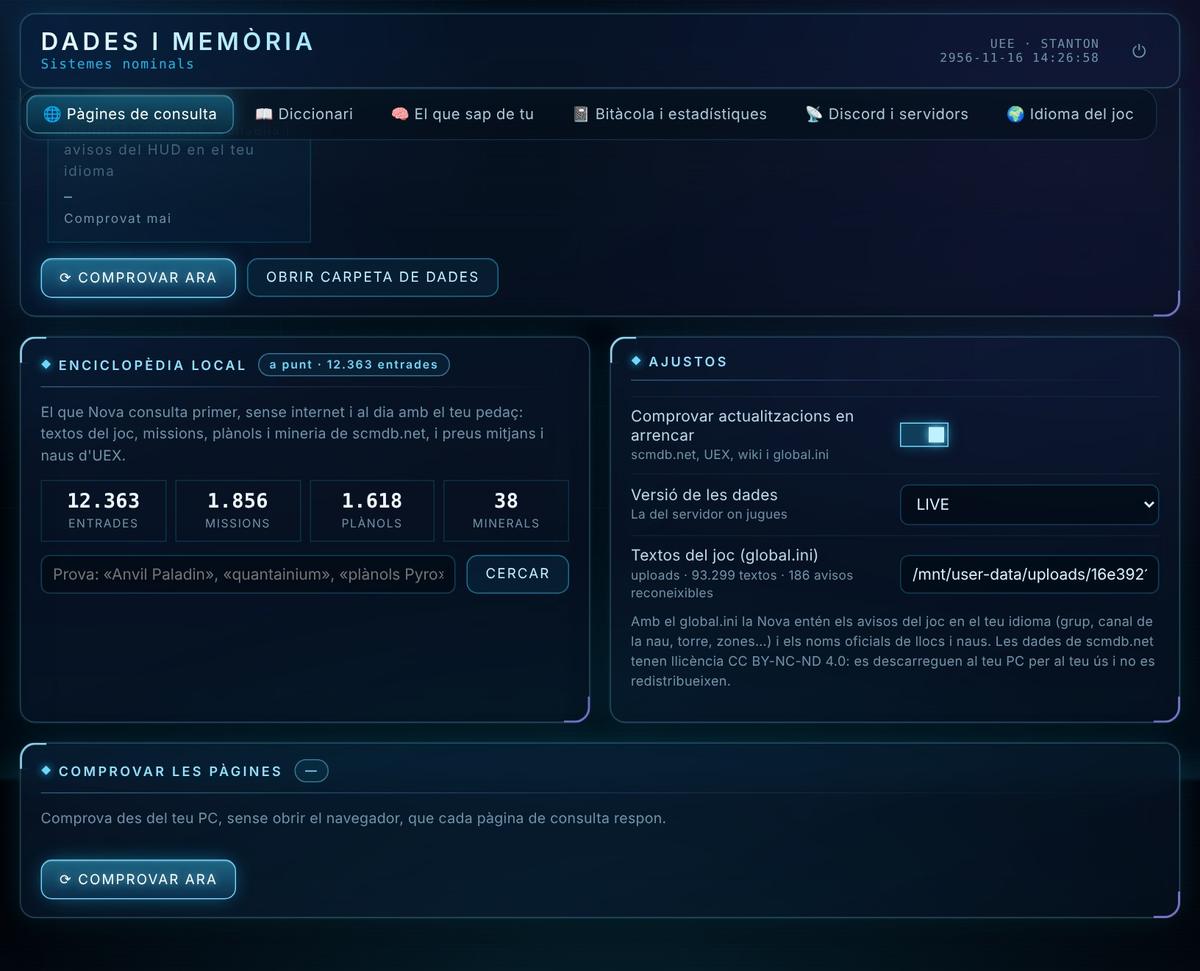 DADES I MEMÒRIA
Sistemes nominals
UEE · STANTON
2956-11-16 14:26:58
🌐 Pàgines de consulta
📖 Diccionari
🧠 El que sap de tu
📓 Bitàcola i estadístiques
📡 Discord i servidors
🌍 Idioma del joc
avisos del HUD en el teu
idioma
—
Comprovat mai
⟳ COMPROVAR ARA
OBRIR CARPETA DE DADES
◆ ENCICLOPÈDIA LOCAL
a punt · 12.363 entrades
El que Nova consulta primer, sense internet i al dia amb el teu pedaç:
textos del joc, missions, plànols i mineria de scmdb.net, i preus mitjans i
naus d'UEX.
12.363
ENTRADES
1.856
MISSIONS
1.618
PLÀNOLS
38
MINERALS
Prova: «Anvil Paladin», «quantainium», «plànols Pyro»
CERCAR
◆ AJUSTOS
Comprovar actualitzacions en
arrencar
scmdb.net, UEX, wiki i global.ini
Versió de les dades
La del servidor on jugues
LIVE
Textos del joc (global.ini)
uploads · 93.299 textos · 186 avisos
reconeixibles
/mnt/user-data/uploads/16e392
Amb el global.ini la Nova entén els avisos del joc en el teu idioma (grup, canal de
la nau, torre, zones…) i els noms oficials de llocs i naus. Les dades de scmdb.net
tenen llicència CC BY-NC-ND 4.0: es descarreguen al teu PC per al teu ús i no es
redistribueixen.
◆ COMPROVAR LES PÀGINES
—
Comprova des del teu PC, sense obrir el navegador, que cada pàgina de consulta respon.
⟳ COMPROVAR ARA